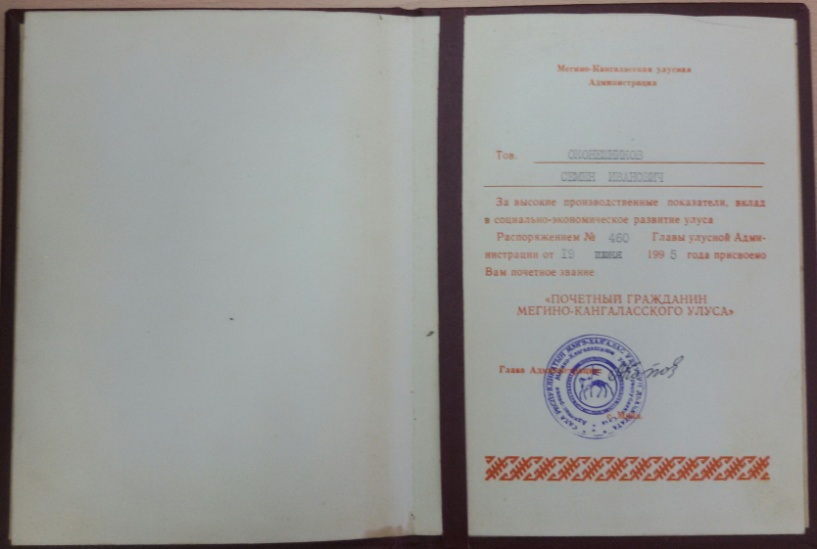 Мегино-Кангаласская улусная
Администрация
Тов. ОКОНЕШНИКОВ
СЕМЕН ИВАНОВИЧ
За высокие производственные показатели, вклад
в социально-экономическое развитие улуса
Распоряжением № 460 Главы улусной Адми-
нистрации от 19 июня 1995 года присвоено
Вам почетное звание
«ПОЧЕТНЫЙ ГРАЖДАНИН
МЕГИНО-КАНГАЛАССКОГО УЛУСА»
Глава Администрации